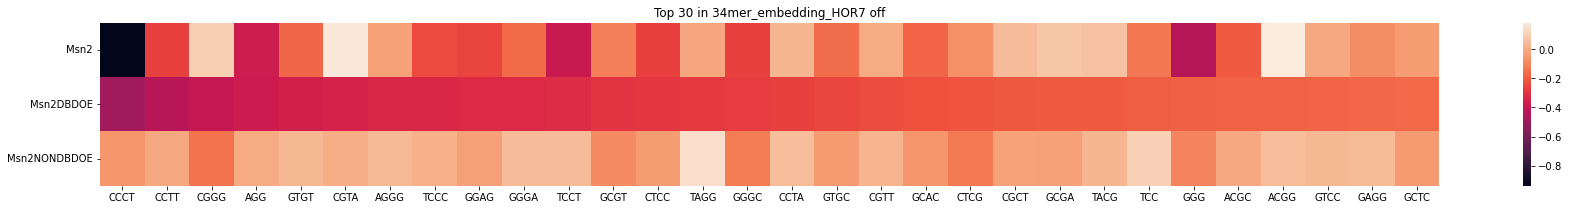 Top 30 in 34mer_embedding_HOR7 off
Msn2
Msn2DBDOE
Msn2NONDBDOE
CCCT CCTT CGGG AGG GTGT CGTA AGGG TCCC GGAG GGGA TCCT GCGT CTCC TAGG GGGC CCTA GTGC CGTT GCAC CTCG CGCT GCGA TACG TCC GGG ACGC ACGG GTCC GAGG GCTC
0.0
−0.2
−0.4
−0.6
−0.8